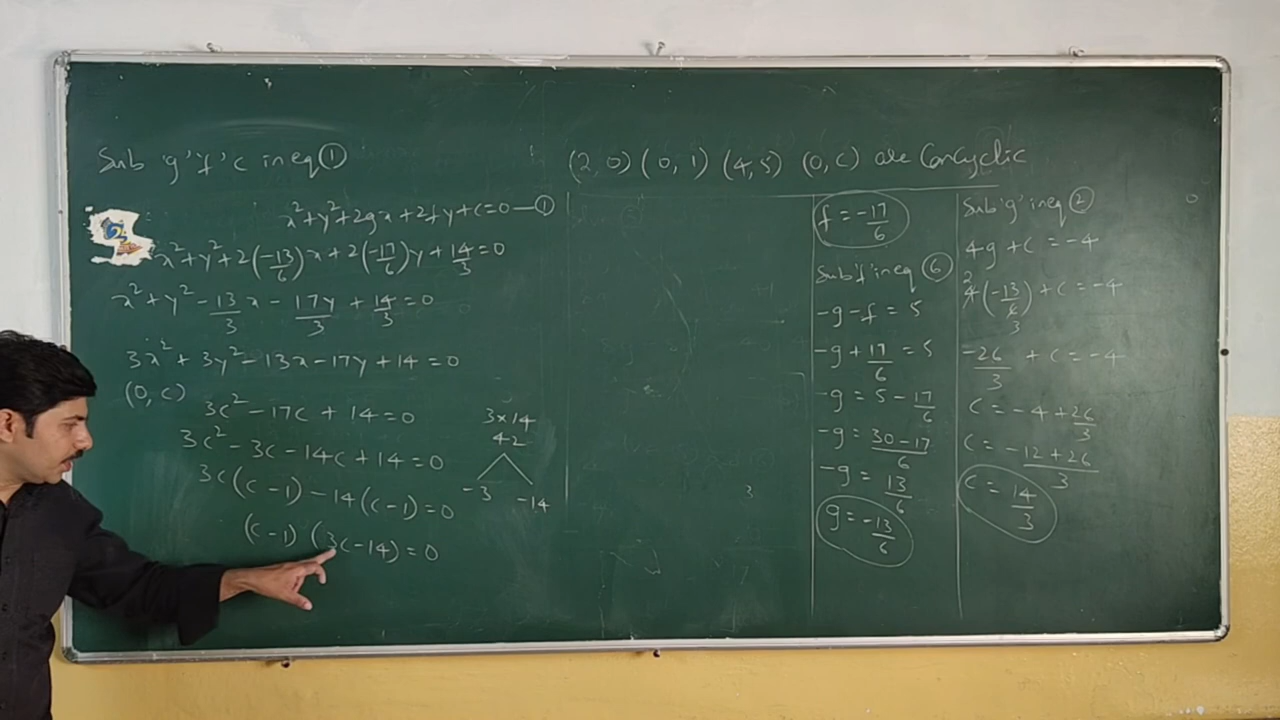 Sub 'g' 'f' 'c' in eq ①
x²+y²+2gx+2fy+c=0 — ①
x²+y²+2(-13/6)x+2(-17/6)y+14/3=0
x²+y²-13/3x-17y/3+14/3=0
3x²+3y²-13x-17y+14=0
(0, c)
3c²-17c+14=0
3c²-3c-14c+14=0
3c(c-1)-14(c-1)=0
(c-1)(3c-14)=0
3×14
42
-3 -14
(2,0) (0,1) (4,5) (0,c) are Concyclic
f=-17/6
Sub 'f' in eq ⑥
-g-f=5
-g+17/6=5
-g=5-17/6
-g=30-17/6
-g=13/6
g=-13/6
Sub 'g' in eq ②
4g+c=-4
4(-13/6)+c=-4
2
3
-26/3+c=-4
c=-4+26/3
c=-12+26/3
c=14/3